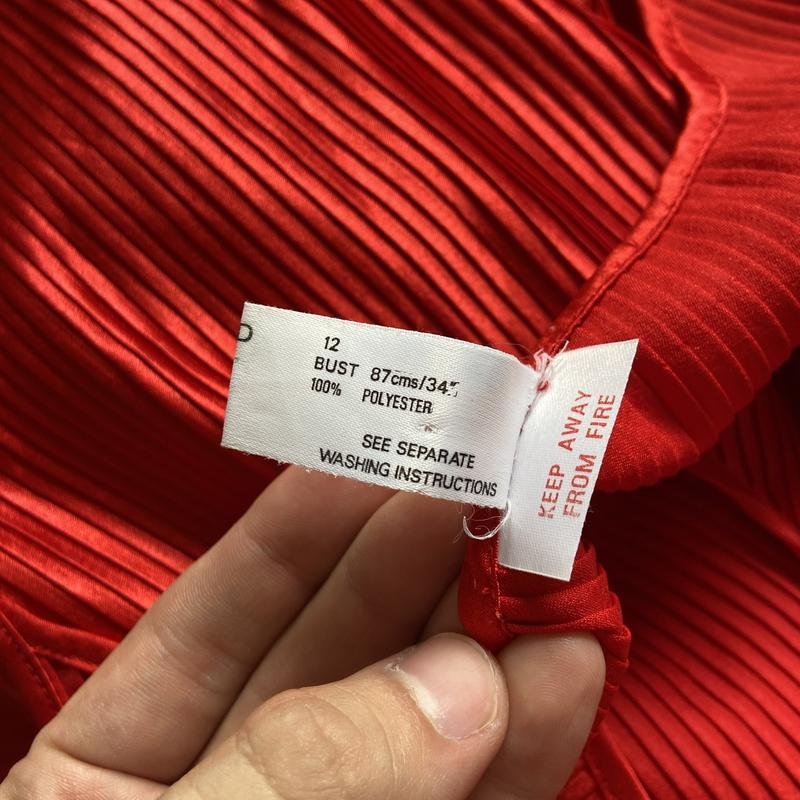 12
BUST 87cms/34"
100% POLYESTER
SEE SEPARATE
WASHING INSTRUCTIONS
KEEP AWAY
FROM FIRE